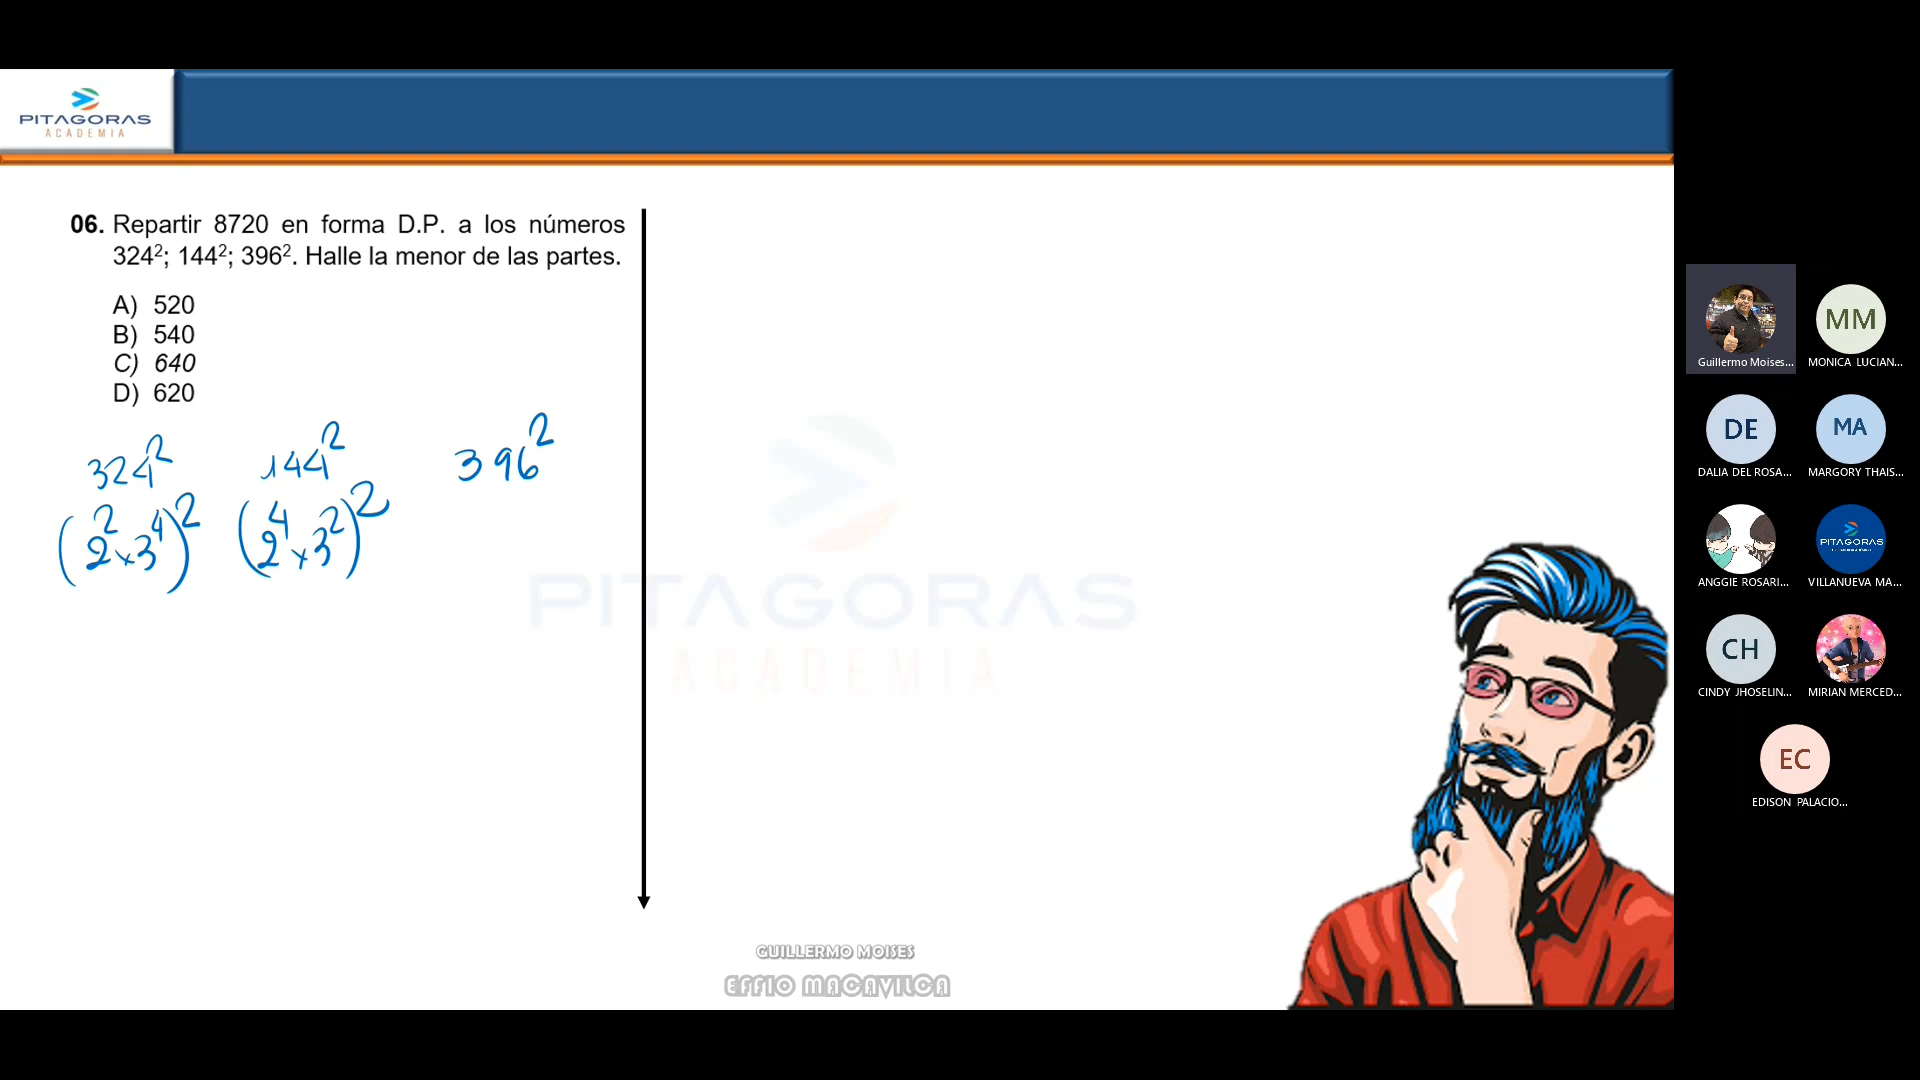 PITAGORAS
ACADEMIA
06. Repartir 8720 en forma D.P. a los números
324²; 144²; 396². Halle la menor de las partes.
A) 520
B) 540
C) 640
D) 620
324² 144² 396²
(2²×3⁴)² (2⁴×3²)²
PITAGORAS
ACADEMIA
GUILLERMO MOISES
EFFIO MACAVILCA
Guillermo Moises...
MM
MONICA LUCIAN...
DE
DALIA DEL ROSA...
MA
MARGORY THAIS...
ANGGIE ROSARI...
PITAGORAS
VILLANUEVA MA...
CH
CINDY JHOSELIN...
MIRIAN MERCED...
EC
EDISON PALACIO...